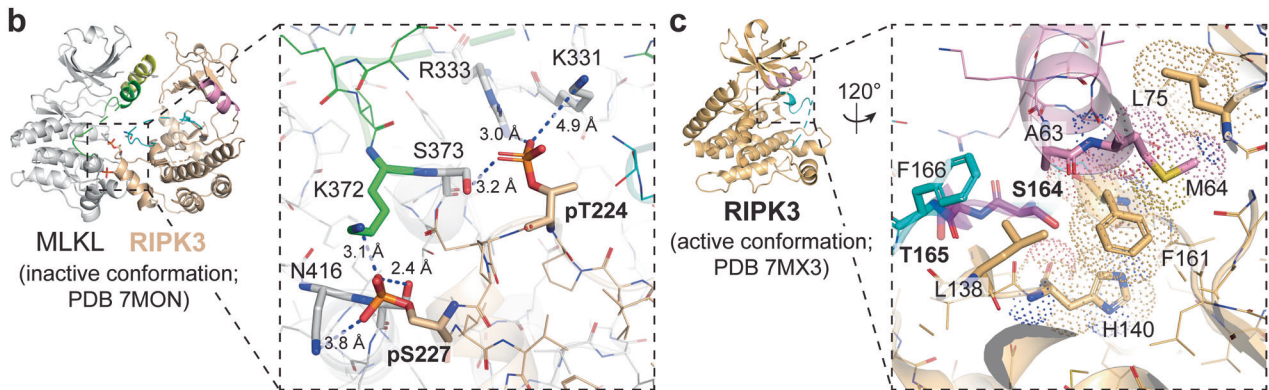 b
MLKL RIPK3
(inactive conformation;
PDB 7MON)
R333
K331
3.0 Å
4.9 Å
S373
3.2 Å
K372
pT224
3.1 Å
2.4 Å
N416
3.8 Å
pS227
c
RIPK3
(active conformation;
PDB 7MX3)
120°
L75
A63
F166
S164
M64
T165
L138
F161
H140